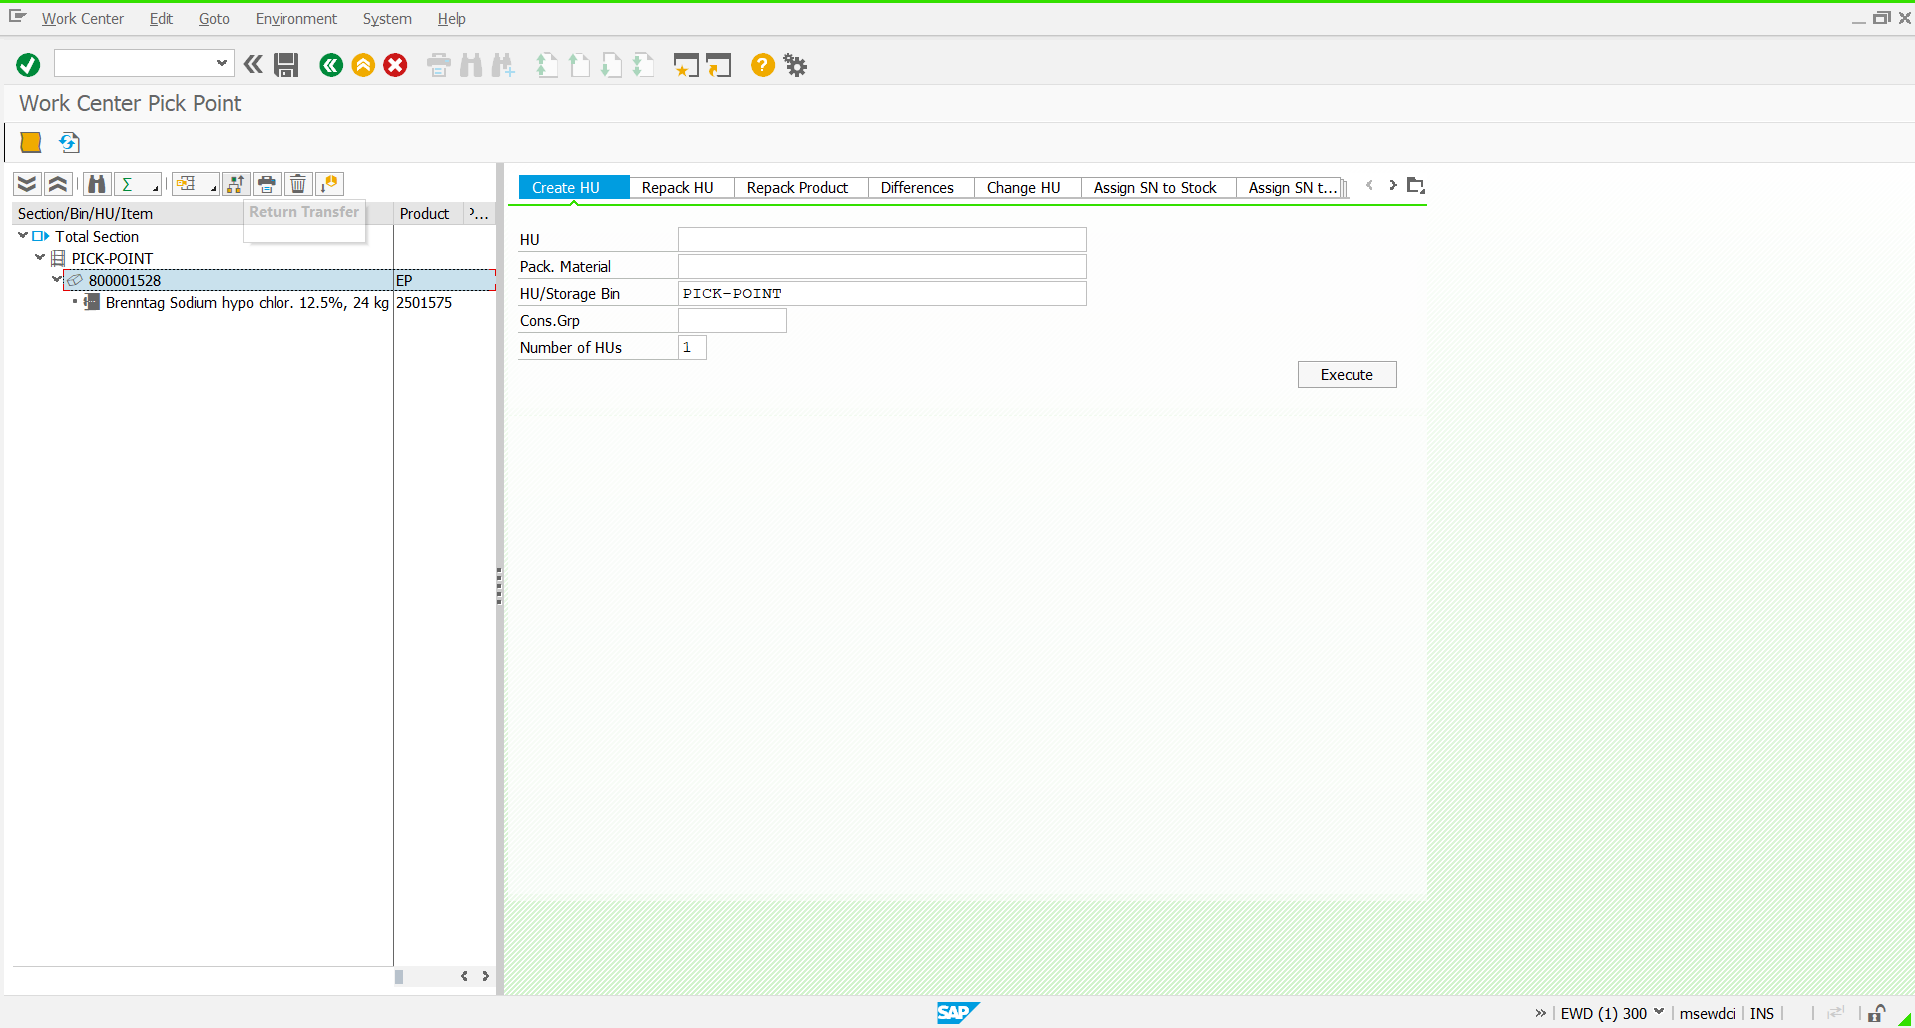 Work Center Edit Goto Environment System Help
Work Center Pick Point
Create HU Repack HU Repack Product Differences Change HU Assign SN to Stock Assign SN t...
Section/Bin/HU/Item Product ...
Return Transfer
Total Section
PICK-POINT
800001528 EP
Brenntag Sodium hypo chlor. 12.5%, 24 kg 2501575
HU
Pack. Material
HU/Storage Bin PICK-POINT
Cons.Grp
Number of HUs 1
Execute
SAP
EWD (1) 300 msewdci INS